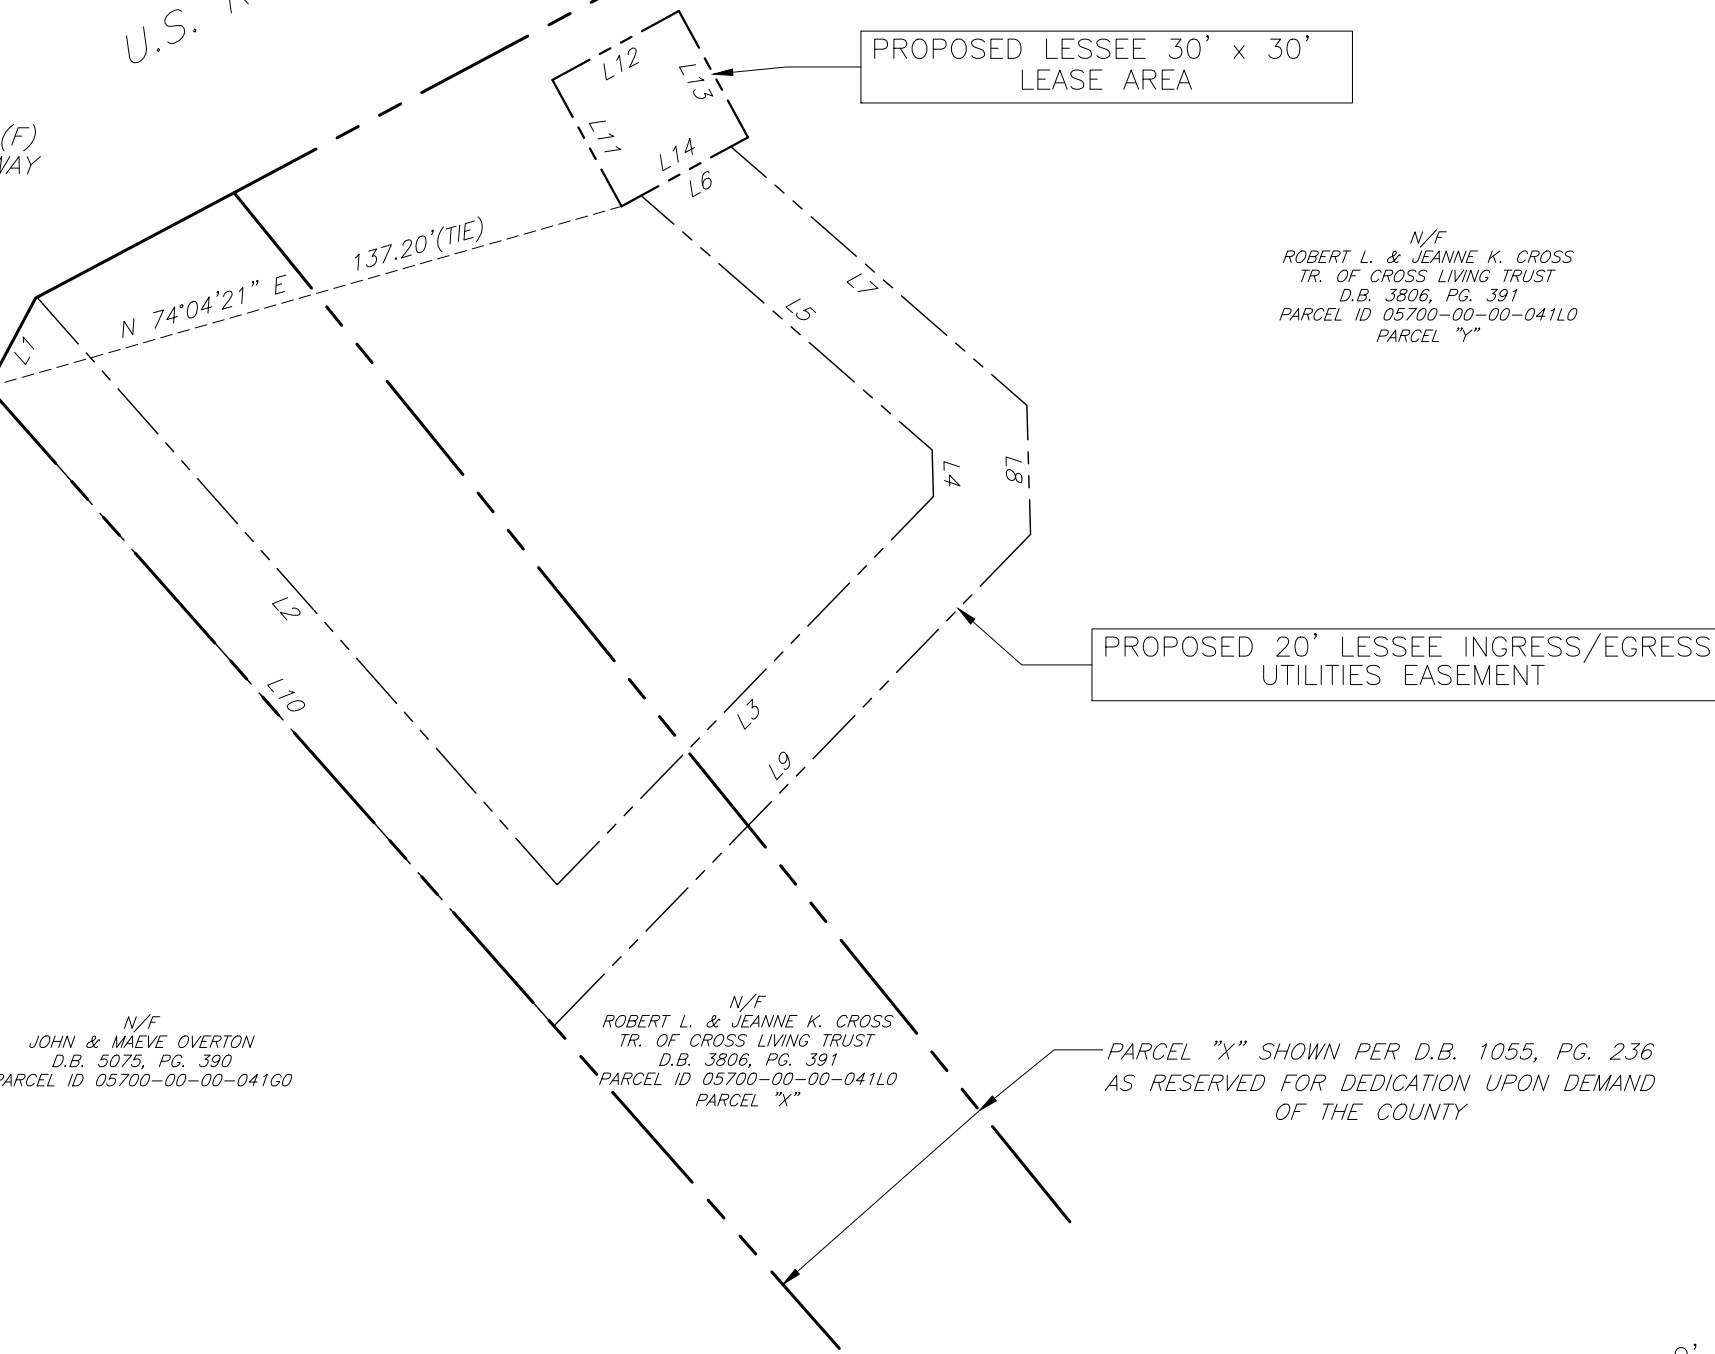 U.S.
(F)
WAY
L12
L13
L11
L14
L6
PROPOSED LESSEE 30' x 30'
LEASE AREA
N 74°04'21" E
137.20'(TIE)
L1
L5
L7
N/F
ROBERT L. & JEANNE K. CROSS
TR. OF CROSS LIVING TRUST
D.B. 3806, PG. 391
PARCEL ID 05700-00-00-041L0
PARCEL "Y"
L4
L8
L2
L10
L3
L9
PROPOSED 20' LESSEE INGRESS/EGRESS
UTILITIES EASEMENT
N/F
JOHN & MAEVE OVERTON
D.B. 5075, PG. 390
PARCEL ID 05700-00-00-041G0
N/F
ROBERT L. & JEANNE K. CROSS
TR. OF CROSS LIVING TRUST
D.B. 3806, PG. 391
PARCEL ID 05700-00-00-041L0
PARCEL "X"
PARCEL "X" SHOWN PER D.B. 1055, PG. 236
AS RESERVED FOR DEDICATION UPON DEMAND
OF THE COUNTY